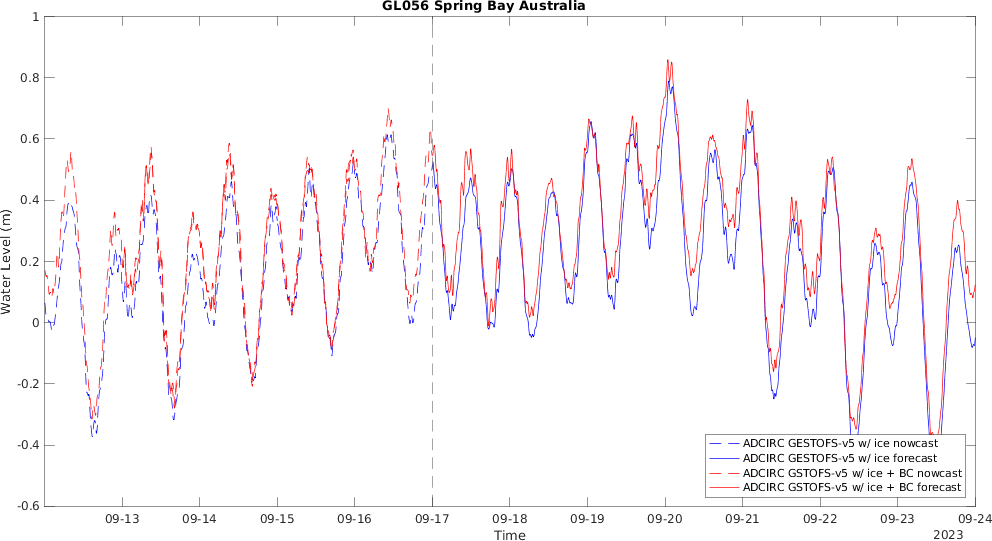 GL056 Spring Bay Australia
1
0.8
0.6
0.4
0.2
0
-0.2
-0.4
-0.6
Water Level (m)
ADCIRC GESTOFS-v5 w/ ice nowcast
ADCIRC GESTOFS-v5 w/ ice forecast
ADCIRC GSTOFS-v5 w/ ice + BC nowcast
ADCIRC GSTOFS-v5 w/ ice + BC forecast
09-13 09-14 09-15 09-16 09-17 09-18 09-19 09-20 09-21 09-22 09-23 09-24
Time
2023